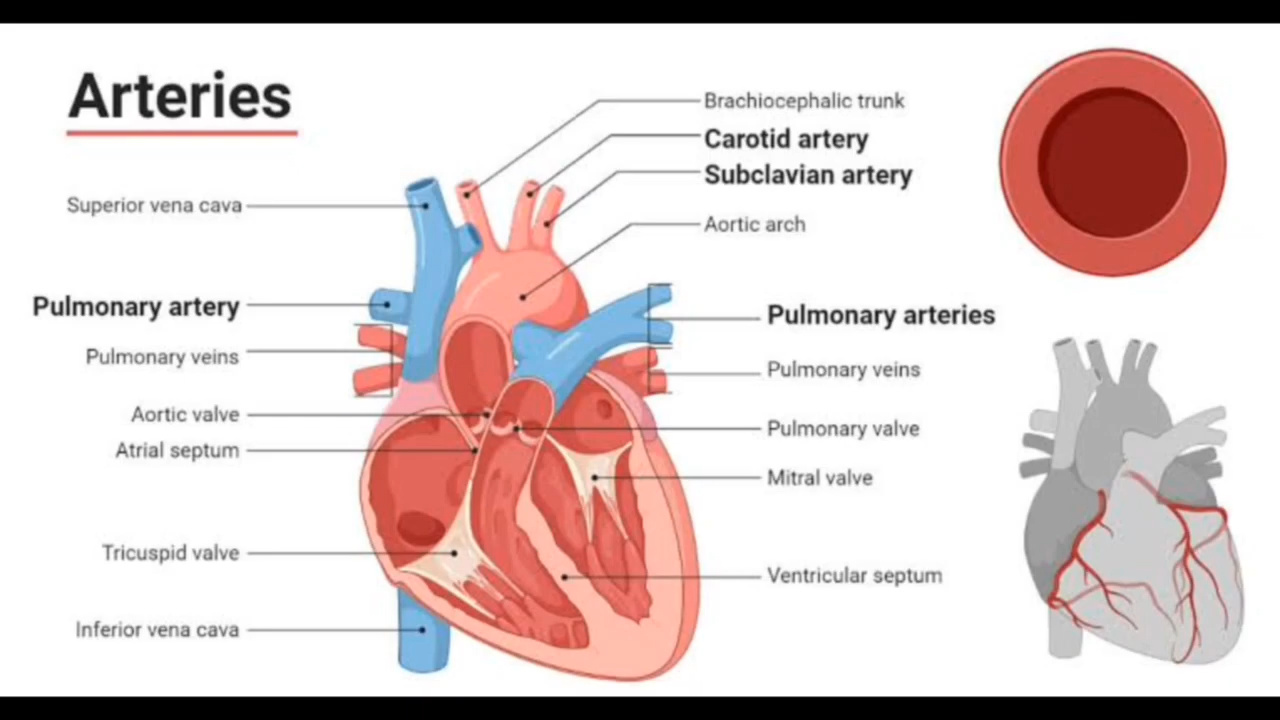 Arteries
Superior vena cava
Pulmonary artery
Pulmonary veins
Aortic valve
Atrial septum
Tricuspid valve
Inferior vena cava
Brachiocephalic trunk
Carotid artery
Subclavian artery
Aortic arch
Pulmonary arteries
Pulmonary veins
Pulmonary valve
Mitral valve
Ventricular septum